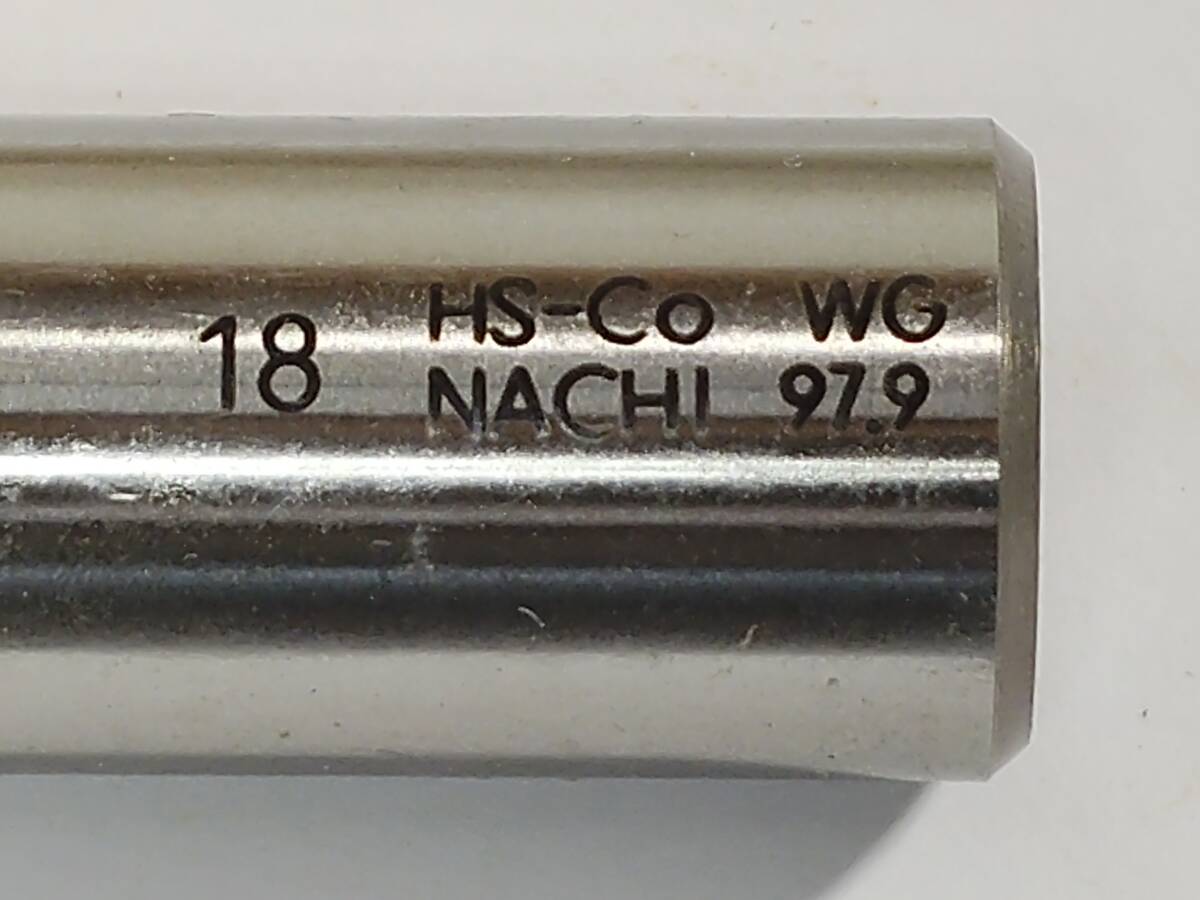 18
HS-Co WG
NACHI 97.9